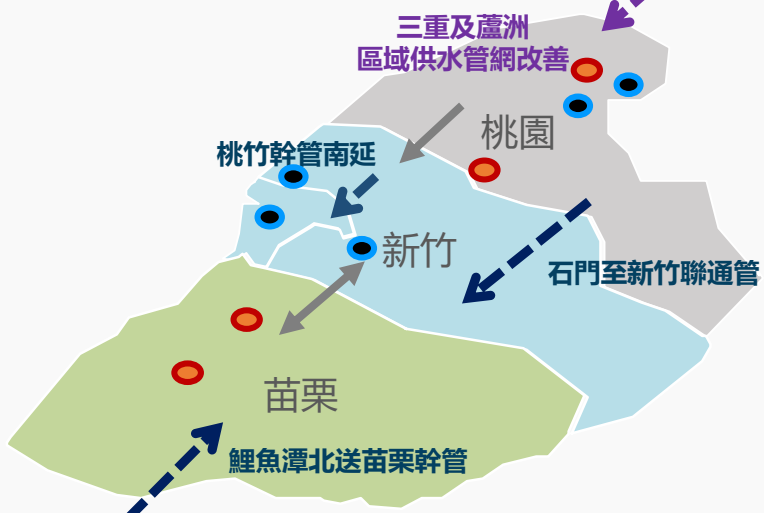 三重及蘆洲
區域供水管網改善
桃園
桃竹幹管南延
新竹
石門至新竹聯通管
苗栗
鯉魚潭北送苗栗幹管